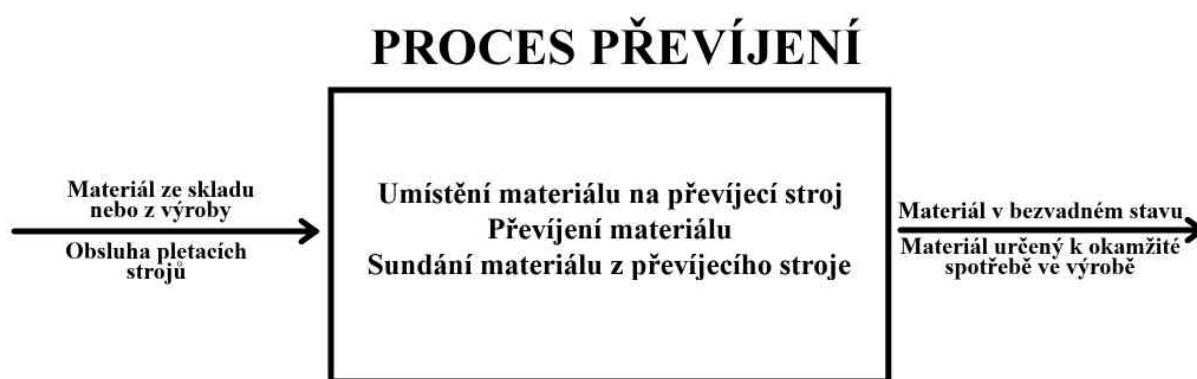 PROCES PŘEVÍJENÍ
Materiál ze skladu
nebo z výroby
Obsluha pletacích
strojů
Umístění materiálu na převíjecí stroj
Převíjení materiálu
Sundání materiálu z převíjecího stroje
Materiál v bezvadném stavu
Materiál určený k okamžité
spotřebě ve výrobě